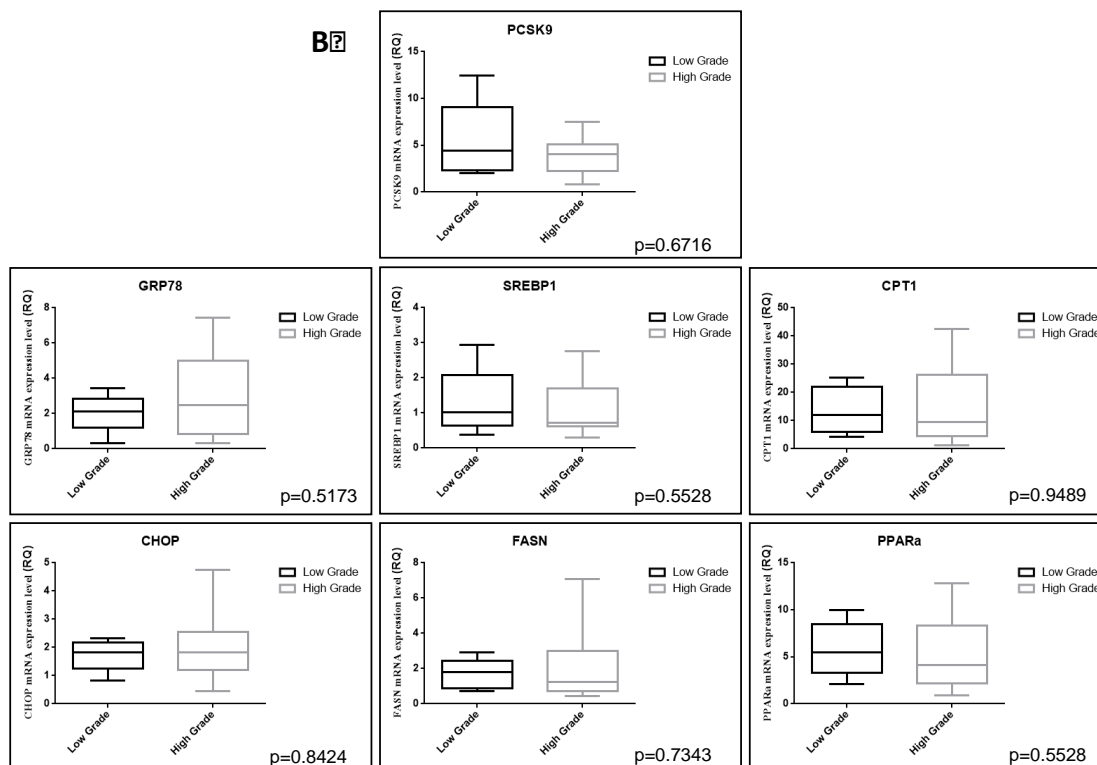 B⍰
PCSK9
PCSK9 mRNA expression level (RQ)
15
10
5
0
Low Grade
High Grade
Low Grade
High Grade
p=0.6716
GRP78
GRP78 mRNA expression level (RQ)
8
6
4
2
0
Low Grade
High Grade
Low Grade
High Grade
p=0.5173
SREBP1
SREBP1 mRNA expression level (RQ)
4
3
2
1
0
Low Grade
High Grade
Low Grade
High Grade
p=0.5528
CPT1
CPT1 mRNA expression level (RQ)
50
40
30
20
10
0
Low Grade
High Grade
Low Grade
High Grade
p=0.9489
CHOP
CHOP mRNA expression level (RQ)
5
4
3
2
1
0
Low Grade
High Grade
Low Grade
High Grade
p=0.8424
FASN
FASN mRNA expression level (RQ)
8
6
4
2
0
Low Grade
High Grade
Low Grade
High Grade
p=0.7343
PPARa
PPARa mRNA expression level (RQ)
15
10
5
0
Low Grade
High Grade
Low Grade
High Grade
p=0.5528